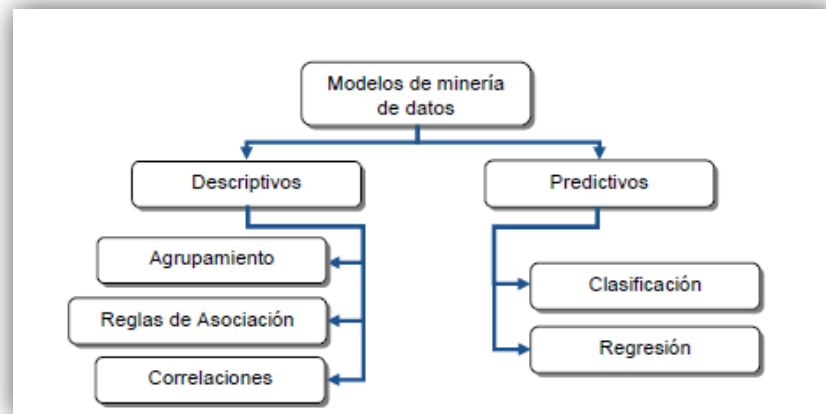 Modelos de minería
de datos
Descriptivos
Predictivos
Agrupamiento
Reglas de Asociación
Correlaciones
Clasificación
Regresión